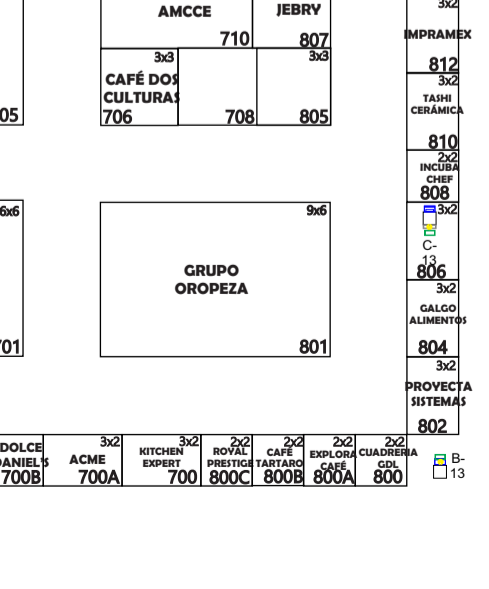 AMCCE
710
JEBRY
807
3x2
IMPRAMEX
812
3x3
CAFÉ DOS
CULTURAS
706
708
3x3
805
05
3x2
TASHI
CERÁMICA
810
2x2
INCUBA
CHEF
808
6x6
701
9x6
GRUPO
OROPEZA
801
3x2
C-
13
806
3x2
GALGO
ALIMENTOS
804
3x2
PROYECTA
SISTEMAS
802
DOLCE
DANIEL'S
700B
3x2
ACME
700A
3x2
KITCHEN
EXPERT
700
2x2
ROYAL
PRESTIGE
800C
2x2
CAFÉ
TARTARO
800B
2x2
EXPLORA
CAFÉ
800A
2x2
CUADRERIA
GDL
800
B-
13